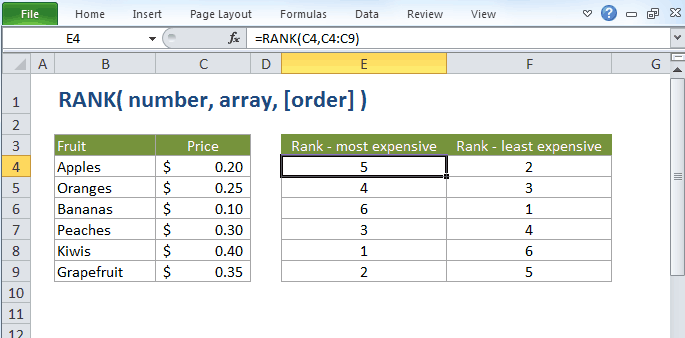 File Home Insert Page Layout Formulas Data Review View ?
E4 fx =RANK(C4,C4:C9)
A B C D E F G
1 RANK( number, array, [order] )
2
3 Fruit Price Rank - most expensive Rank - least expensive
4 Apples $ 0.20 5 2
5 Oranges $ 0.25 4 3
6 Bananas $ 0.10 6 1
7 Peaches $ 0.30 3 4
8 Kiwis $ 0.40 1 6
9 Grapefruit $ 0.35 2 5
10
11
12